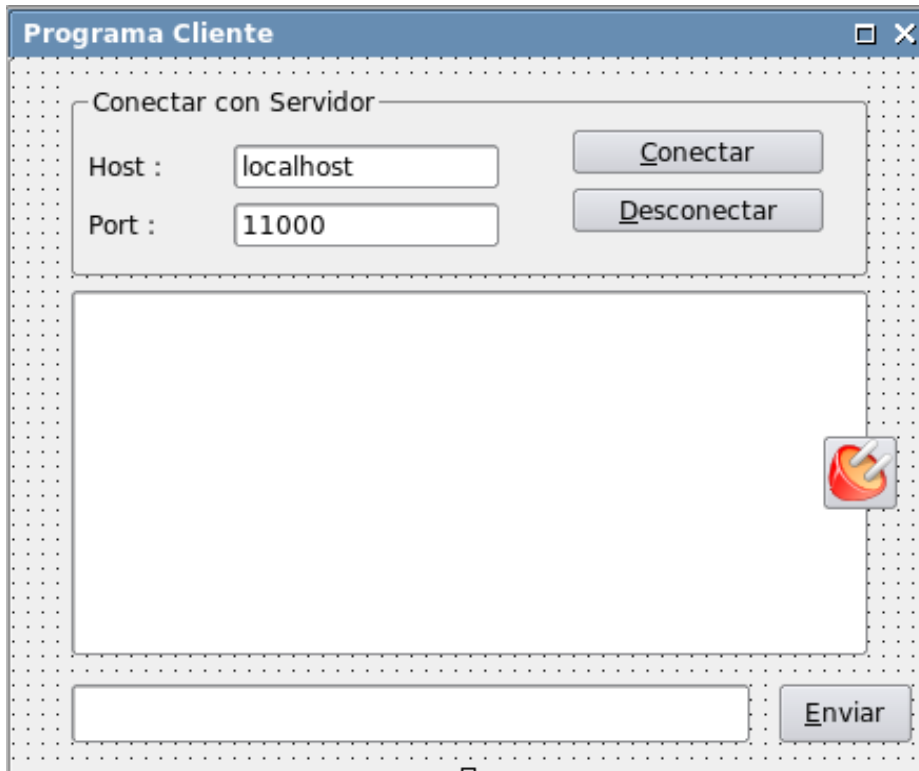 Programa Cliente
Conectar con Servidor
Host :
localhost
Conectar
Port :
11000
Desconectar
Enviar